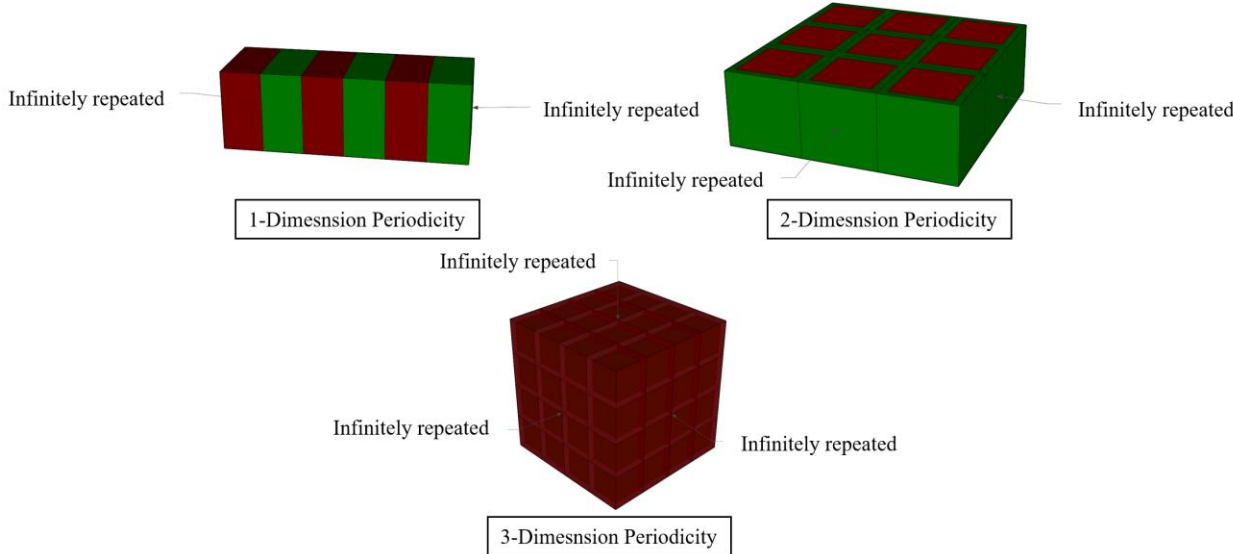 Infinitely repeated
Infinitely repeated
1-Dimesnsion Periodicity
Infinitely repeated
Infinitely repeated
2-Dimesnsion Periodicity
Infinitely repeated
Infinitely repeated
Infinitely repeated
3-Dimesnsion Periodicity